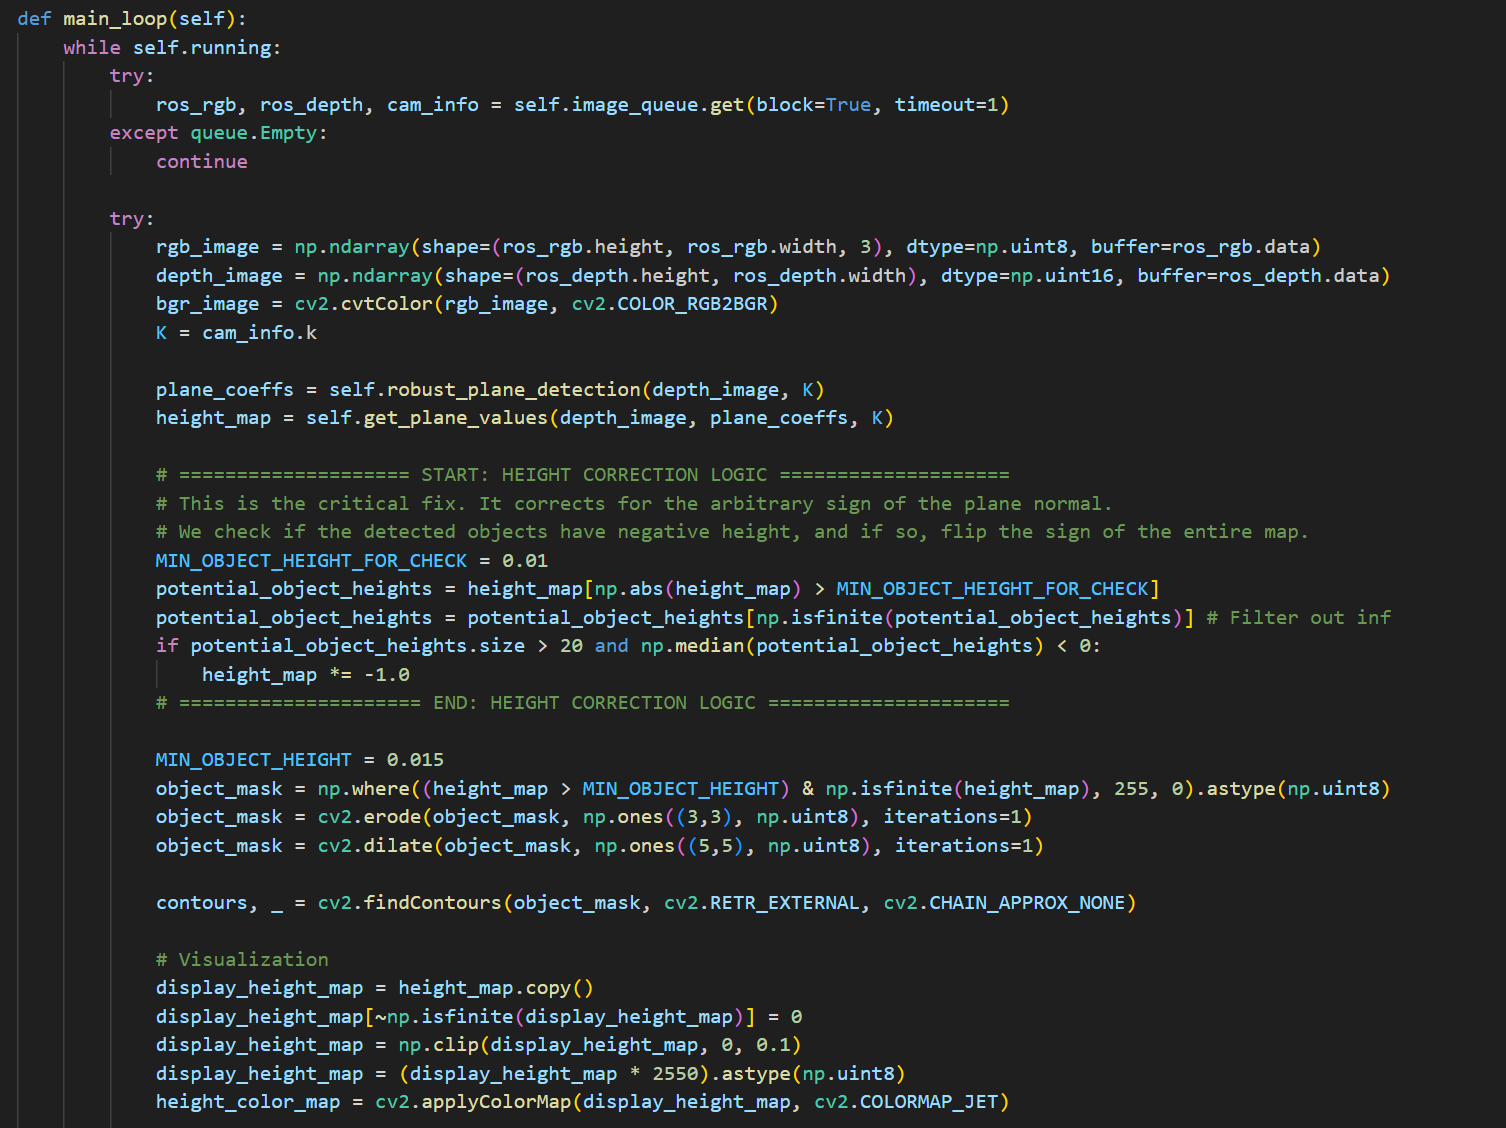 def main_loop(self):
    while self.running:
        try:
            ros_rgb, ros_depth, cam_info = self.image_queue.get(block=True, timeout=1)
        except queue.Empty:
            continue

        try:
            rgb_image = np.ndarray(shape=(ros_rgb.height, ros_rgb.width, 3), dtype=np.uint8, buffer=ros_rgb.data)
            depth_image = np.ndarray(shape=(ros_depth.height, ros_depth.width), dtype=np.uint16, buffer=ros_depth.data)
            bgr_image = cv2.cvtColor(rgb_image, cv2.COLOR_RGB2BGR)
            K = cam_info.k

            plane_coeffs = self.robust_plane_detection(depth_image, K)
            height_map = self.get_plane_values(depth_image, plane_coeffs, K)

            # ==================== START: HEIGHT CORRECTION LOGIC ====================
            # This is the critical fix. It corrects for the arbitrary sign of the plane normal.
            # We check if the detected objects have negative height, and if so, flip the sign of the entire map.
            MIN_OBJECT_HEIGHT_FOR_CHECK = 0.01
            potential_object_heights = height_map[np.abs(height_map) > MIN_OBJECT_HEIGHT_FOR_CHECK]
            potential_object_heights = potential_object_heights[np.isfinite(potential_object_heights)] # Filter out inf
            if potential_object_heights.size > 20 and np.median(potential_object_heights) < 0:
                height_map *= -1.0
            # ===================== END: HEIGHT CORRECTION LOGIC =====================

            MIN_OBJECT_HEIGHT = 0.015
            object_mask = np.where((height_map > MIN_OBJECT_HEIGHT) & np.isfinite(height_map), 255, 0).astype(np.uint8)
            object_mask = cv2.erode(object_mask, np.ones((3,3), np.uint8), iterations=1)
            object_mask = cv2.dilate(object_mask, np.ones((5,5), np.uint8), iterations=1)

            contours, _ = cv2.findContours(object_mask, cv2.RETR_EXTERNAL, cv2.CHAIN_APPROX_NONE)

            # Visualization
            display_height_map = height_map.copy()
            display_height_map[~np.isfinite(display_height_map)] = 0
            display_height_map = np.clip(display_height_map, 0, 0.1)
            display_height_map = (display_height_map * 2550).astype(np.uint8)
            height_color_map = cv2.applyColorMap(display_height_map, cv2.COLORMAP_JET)